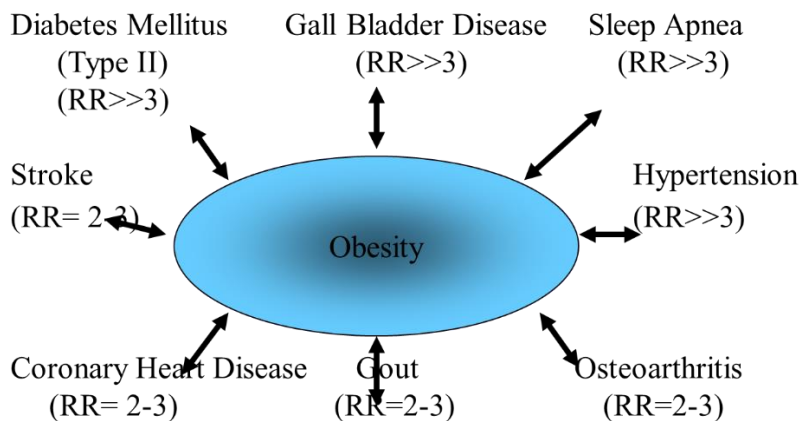 Diabetes Mellitus
(Type II)
(RR>>3)
Gall Bladder Disease
(RR>>3)
Sleep Apnea
(RR>>3)
Stroke
(RR= 2-3)
Hypertension
(RR>>3)
Obesity
Coronary Heart Disease
(RR= 2-3)
Gout
(RR=2-3)
Osteoarthritis
(RR=2-3)